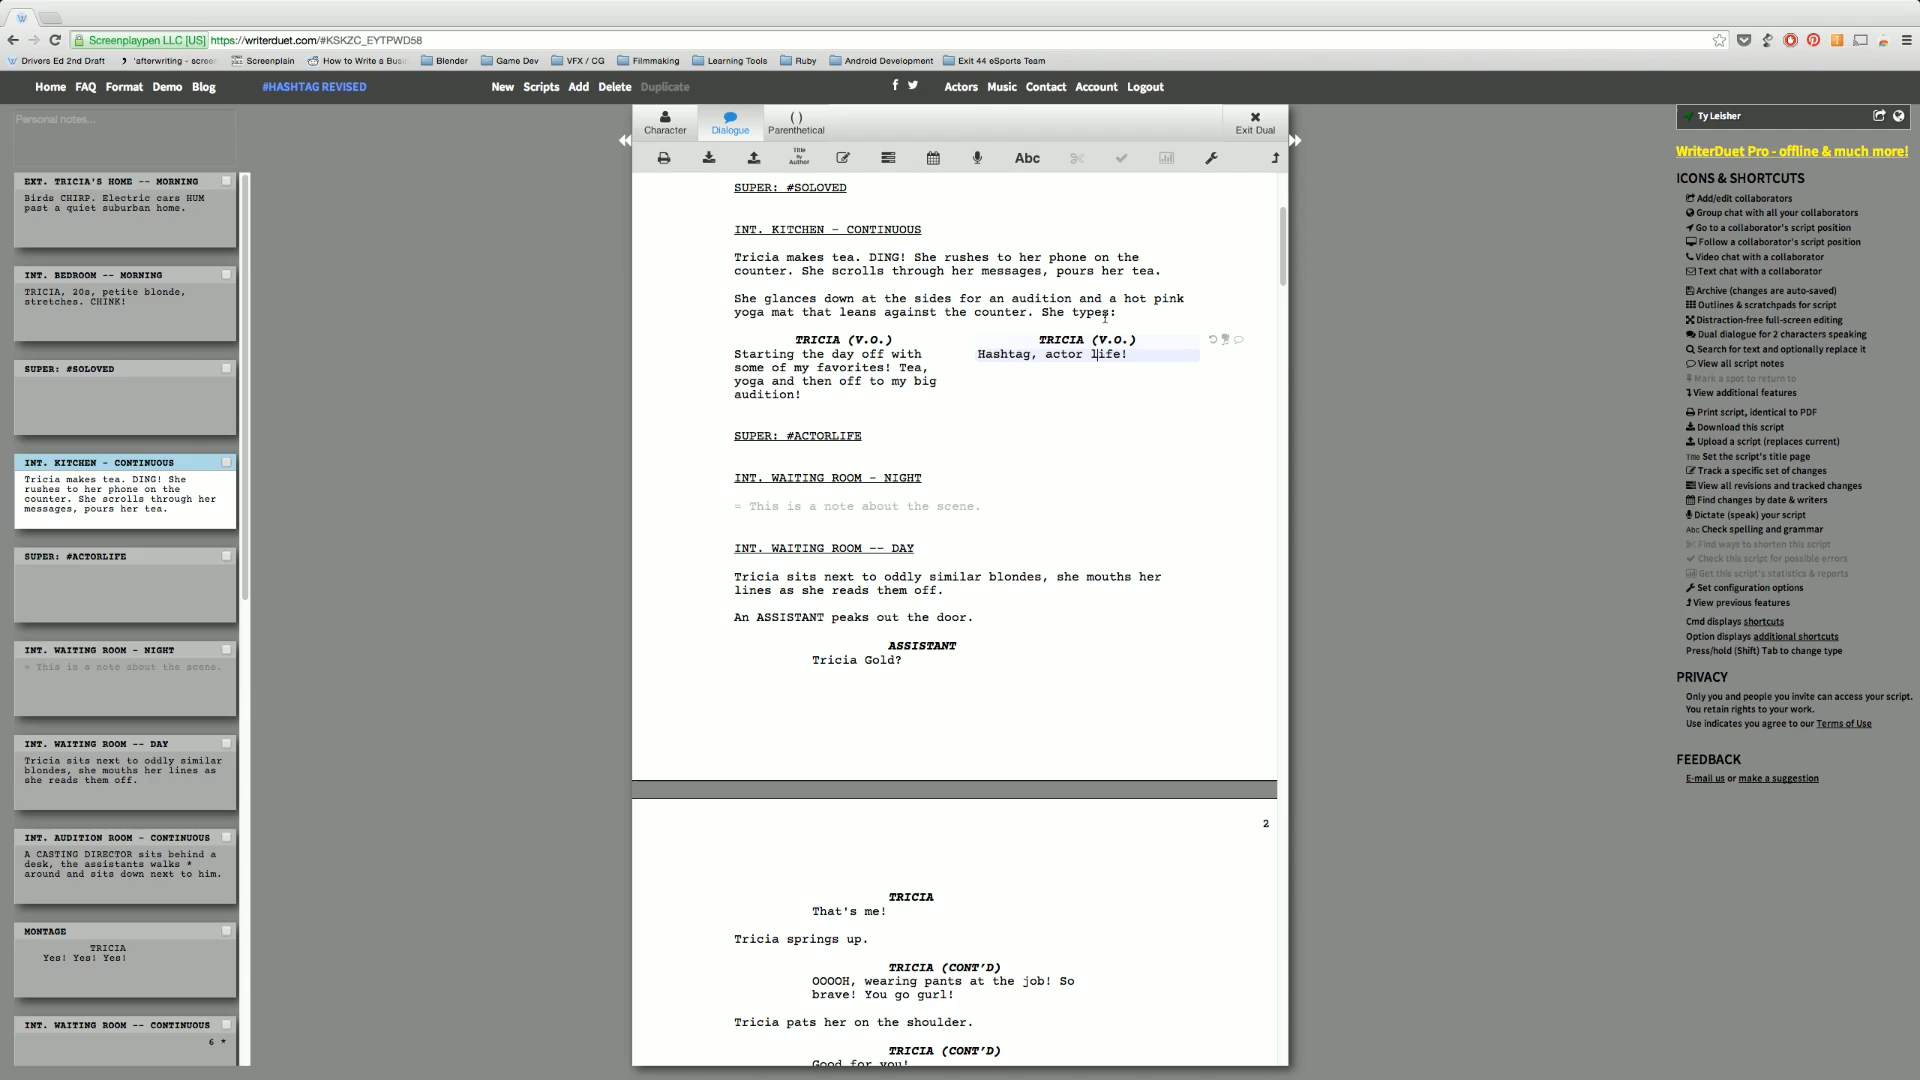 Screenplaypen LLC [US] https://writerduet.com/#KSKZC_EYTPWD58
Drivers Ed 2nd Draft
'afterwriting - scree
Screenplain
How to Write a Busi
Blender
Game Dev
VFX / CG
Filmmaking
Learning Tools
Ruby
Android Development
Exit 44 eSports Team
Home FAQ Format Demo Blog
#HASHTAG REVISED
New Scripts Add Delete Duplicate
Actors Music Contact Account Logout
Personal notes...
EXT. TRICIA'S HOME -- MORNING
Birds CHIRP. Electric cars HUM
past a quiet suburban home.
INT. BEDROOM -- MORNING
TRICIA, 20s, petite blonde,
stretches. CHINK!
SUPER: #SOLOVED
INT. KITCHEN - CONTINUOUS
Tricia makes tea. DING! She
rushes to her phone on the
counter. She scrolls through her
messages, pours her tea.
SUPER: #ACTORLIFE
INT. WAITING ROOM - NIGHT
= This is a note about the scene.
INT. WAITING ROOM -- DAY
Tricia sits next to oddly similar
blondes, she mouths her lines as
she reads them off.
INT. AUDITION ROOM - CONTINUOUS
A CASTING DIRECTOR sits behind a
desk, the assistants walks *
around and sits down next to him.
MONTAGE
TRICIA
Yes! Yes! Yes!
INT. WAITING ROOM -- CONTINUOUS
6 *
Character
Dialogue
( )
Parenthetical
Exit Dual
Title
By
Author
Abc
SUPER: #SOLOVED
INT. KITCHEN - CONTINUOUS
Tricia makes tea. DING! She rushes to her phone on the
counter. She scrolls through her messages, pours her tea.
She glances down at the sides for an audition and a hot pink
yoga mat that leans against the counter. She types:
TRICIA (V.O.)
Starting the day off with
some of my favorites! Tea,
yoga and then off to my big
audition!
TRICIA (V.O.)
Hashtag, actor life!
SUPER: #ACTORLIFE
INT. WAITING ROOM - NIGHT
= This is a note about the scene.
INT. WAITING ROOM -- DAY
Tricia sits next to oddly similar blondes, she mouths her
lines as she reads them off.
An ASSISTANT peaks out the door.
ASSISTANT
Tricia Gold?
2
TRICIA
That's me!
Tricia springs up.
TRICIA (CONT'D)
OOOOH, wearing pants at the job! So
brave! You go gurl!
Tricia pats her on the shoulder.
TRICIA (CONT'D)
Good for you!
Ty Leisher
WriterDuet Pro - offline & much more!
ICONS & SHORTCUTS
Add/edit collaborators
Group chat with all your collaborators
Go to a collaborator's script position
Follow a collaborator's script position
Video chat with a collaborator
Text chat with a collaborator
Archive (changes are auto-saved)
Outlines & scratchpads for script
Distraction-free full-screen editing
Dual dialogue for 2 characters speaking
Search for text and optionally replace it
View all script notes
Mark a spot to return to
View additional features
Print script, identical to PDF
Download this script
Upload a script (replaces current)
Title Set the script's title page
Track a specific set of changes
View all revisions and tracked changes
Find changes by date & writers
Dictate (speak) your script
Abc Check spelling and grammar
Find ways to shorten this script
Check this script for possible errors
Get this script's statistics & reports
Set configuration options
View previous features
Cmd displays shortcuts
Option displays additional shortcuts
Press/hold (Shift) Tab to change type
PRIVACY
Only you and people you invite can access your script.
You retain rights to your work.
Use indicates you agree to our Terms of Use
FEEDBACK
E-mail us or make a suggestion